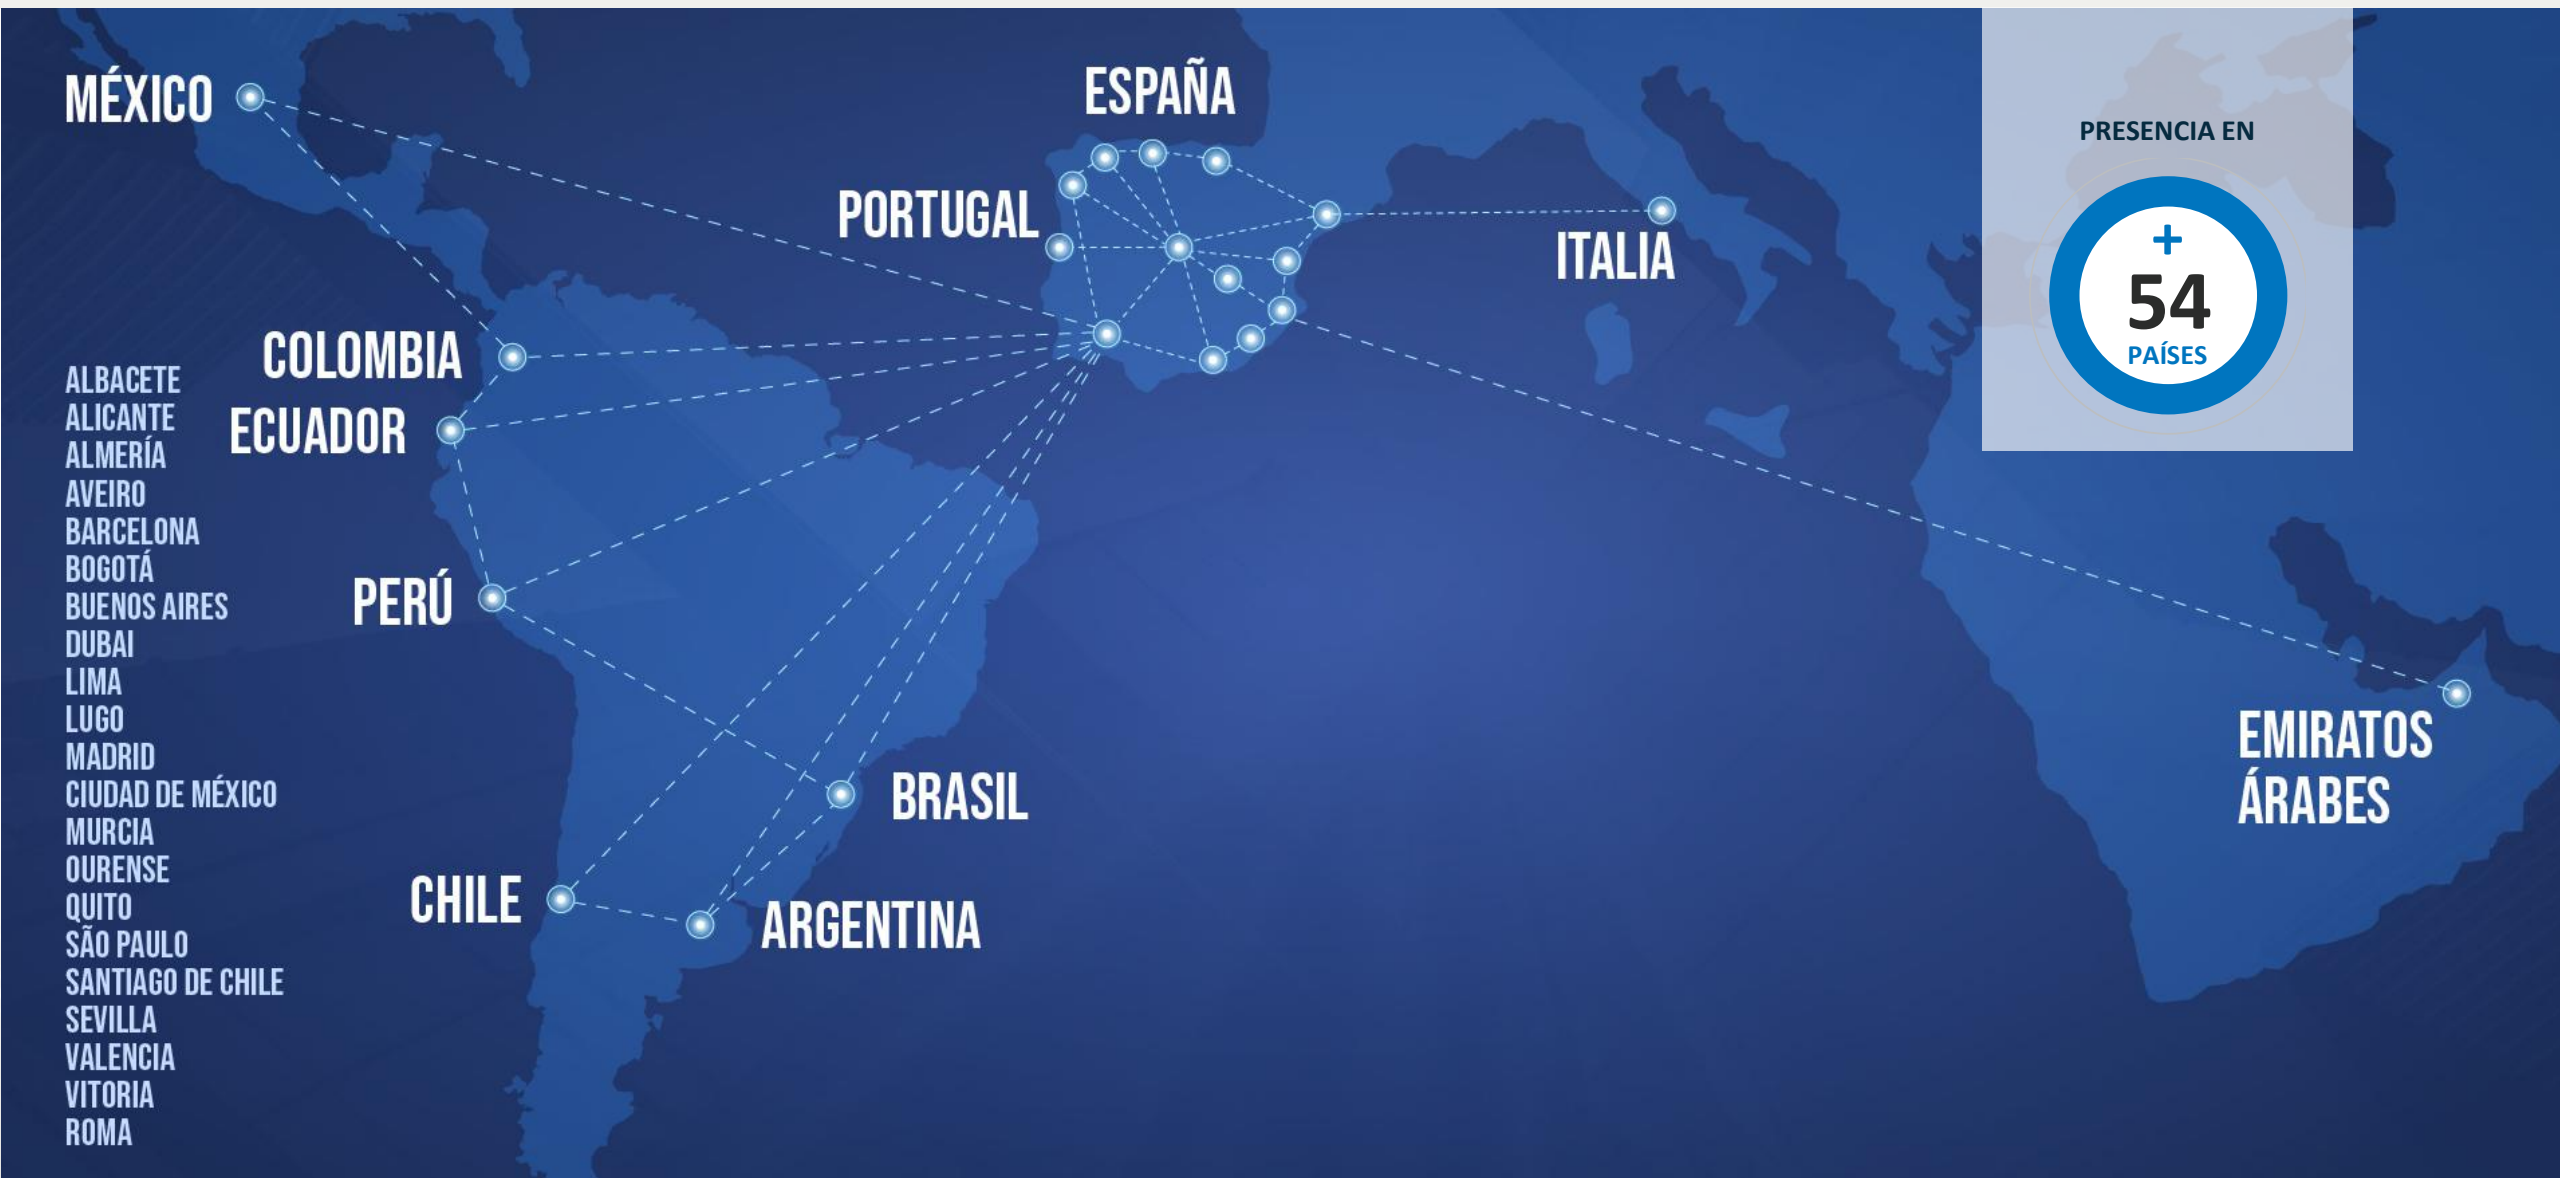 MÉXICO
ESPAÑA
PORTUGAL
ITALIA
PRESENCIA EN
+
54
PAÍSES
COLOMBIA
ECUADOR
PERÚ
BRASIL
CHILE
ARGENTINA
EMIRATOS
ÁRABES
ALBACETE
ALICANTE
ALMERÍA
AVEIRO
BARCELONA
BOGOTÁ
BUENOS AIRES
DUBAI
LIMA
LUGO
MADRID
CIUDAD DE MÉXICO
MURCIA
OURENSE
QUITO
SÃO PAULO
SANTIAGO DE CHILE
SEVILLA
VALENCIA
VITORIA
ROMA